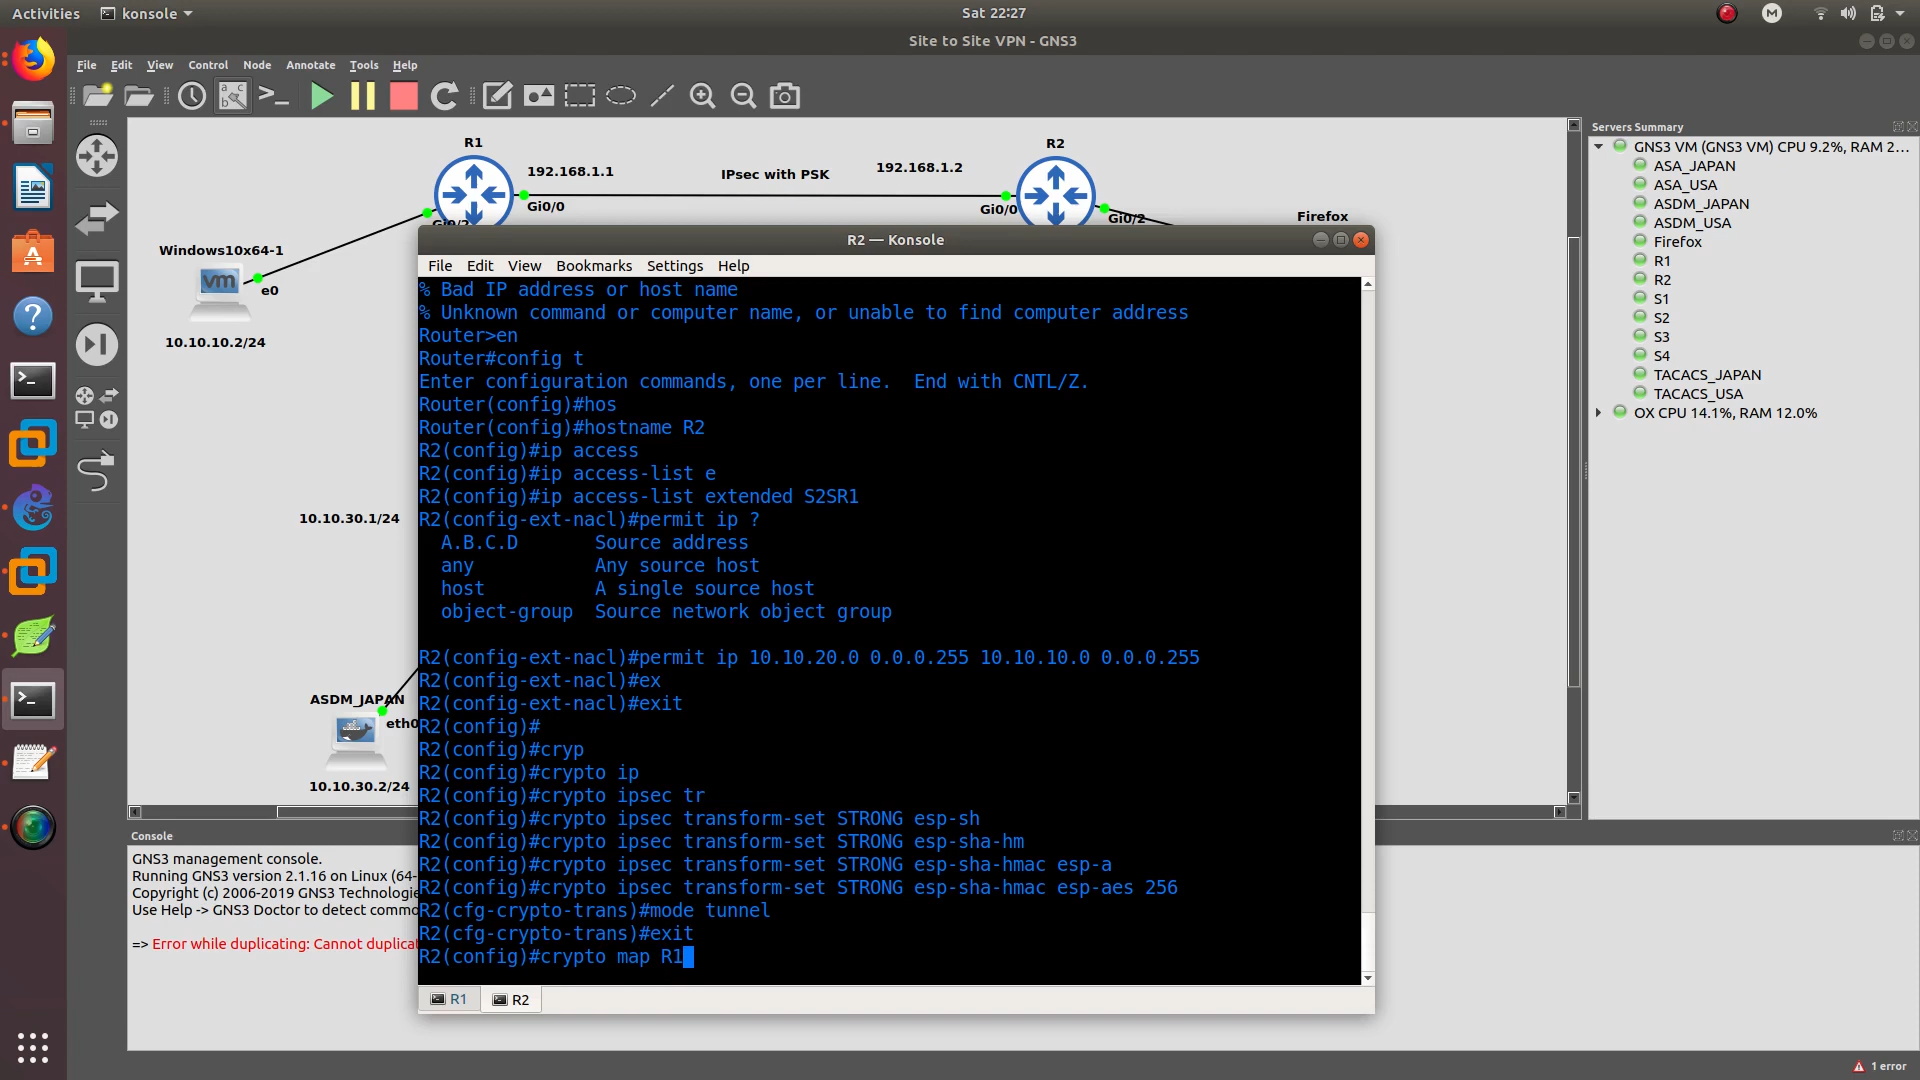 Activities konsole Sat 22:27 M
Site to Site VPN - GNS3
File Edit View Control Node Annotate Tools Help
R1
R2
192.168.1.1
IPsec with PSK
192.168.1.2
Gi0/0
Gi0/0
Gi0/2
Gi0/2
Firefox
Windows10x64-1
vm
e0
10.10.10.2/24
10.10.30.1/24
ASDM_JAPAN
eth0
10.10.30.2/24
R2 — Konsole
File Edit View Bookmarks Settings Help
% Bad IP address or host name
% Unknown command or computer name, or unable to find computer address
Router>en
Router#config t
Enter configuration commands, one per line.  End with CNTL/Z.
Router(config)#hos
Router(config)#hostname R2
R2(config)#ip access
R2(config)#ip access-list e
R2(config)#ip access-list extended S2SR1
R2(config-ext-nacl)#permit ip ?
A.B.C.D       Source address
any           Any source host
host          A single source host
object-group  Source network object group
R2(config-ext-nacl)#permit ip 10.10.20.0 0.0.0.255 10.10.10.0 0.0.0.255
R2(config-ext-nacl)#ex
R2(config-ext-nacl)#exit
R2(config)#
R2(config)#cryp
R2(config)#crypto ip
R2(config)#crypto ipsec tr
R2(config)#crypto ipsec transform-set STRONG esp-sh
R2(config)#crypto ipsec transform-set STRONG esp-sha-hm
R2(config)#crypto ipsec transform-set STRONG esp-sha-hmac esp-a
R2(config)#crypto ipsec transform-set STRONG esp-sha-hmac esp-aes 256
R2(cfg-crypto-trans)#mode tunnel
R2(cfg-crypto-trans)#exit
R2(config)#crypto map R1
R1 R2
Servers Summary
GNS3 VM (GNS3 VM) CPU 9.2%, RAM 2...
ASA_JAPAN
ASA_USA
ASDM_JAPAN
ASDM_USA
Firefox
R1
R2
S1
S2
S3
S4
TACACS_JAPAN
TACACS_USA
OX CPU 14.1%, RAM 12.0%
Console
GNS3 management console.
Running GNS3 version 2.1.16 on Linux (64-
Copyright (c) 2006-2019 GNS3 Technologie
Use Help -> GNS3 Doctor to detect commo
=> Error while duplicating: Cannot duplicat
1 error